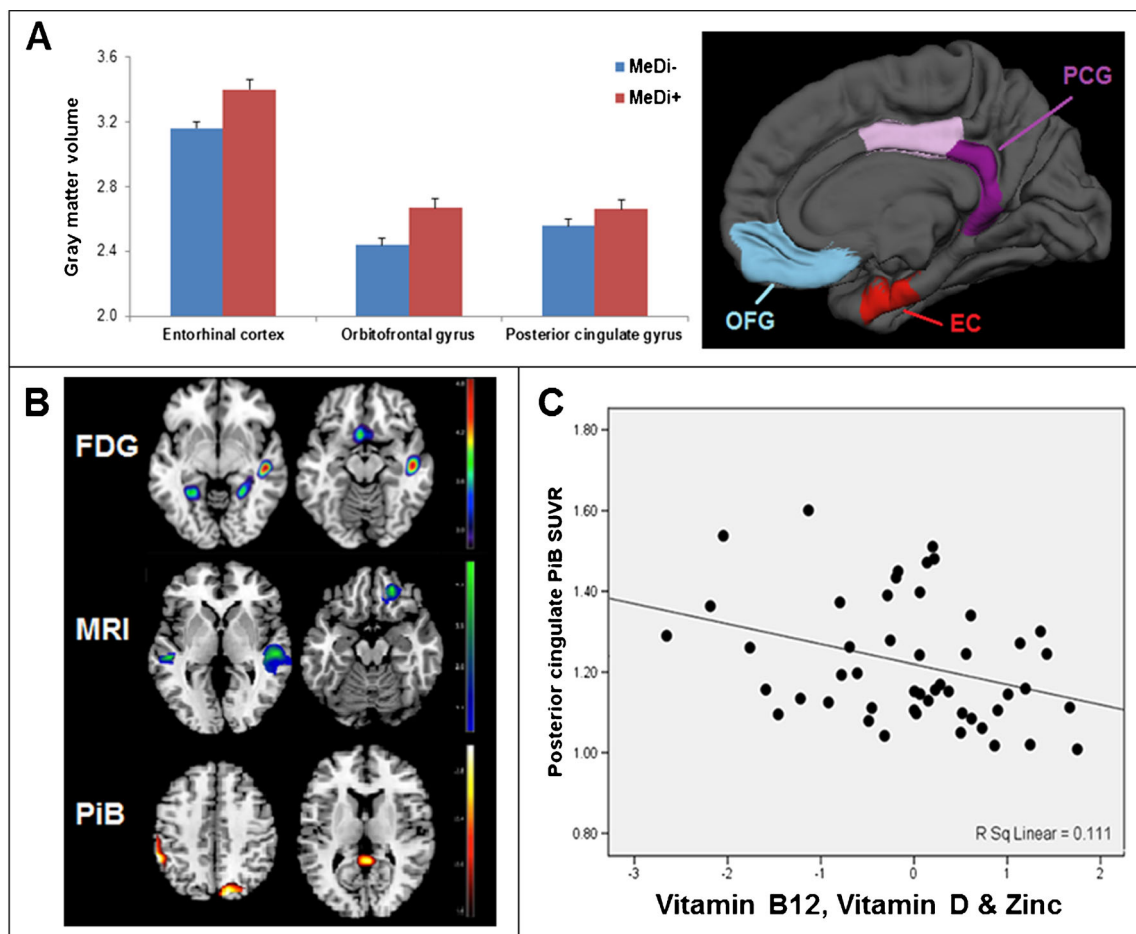 A
3.6
3.2
2.8
2.4
2.0
Gray matter volume
MeDi-
MeDi+
Entorhinal cortex
Orbitofrontal gyrus
Posterior cingulate gyrus
PCG
OFG
EC
B
FDG
MRI
PiB
C
1.80
1.60
1.40
1.20
1.00
0.80
Posterior cingulate PiB SUVR
R Sq Linear = 0.111
-3
-2
-1
0
1
2
Vitamin B12, Vitamin D & Zinc